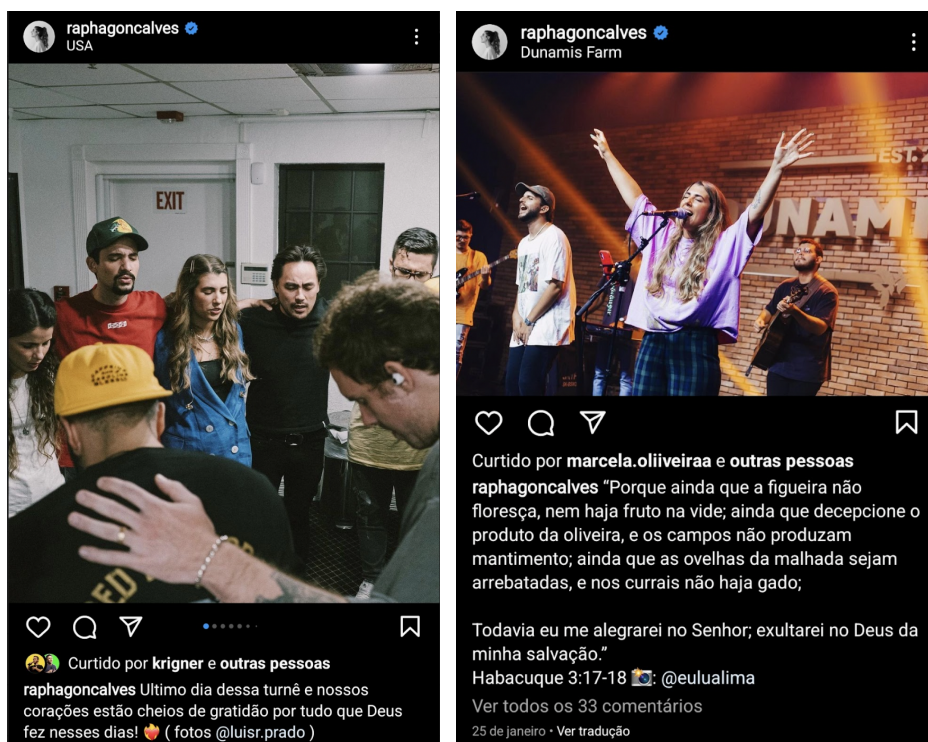 raphagoncalves
USA
EXIT
Curtido por krigner e outras pessoas
raphagoncalves Ultimo dia dessa turnê e nossos
corações estão cheios de gratidão por tudo que Deus
fez nesses dias! ❤️‍🔥 ( fotos @luisr.prado )
raphagoncalves
Dunamis Farm
EST. 2
UNAM
Curtido por marcela.oliiveiraa e outras pessoas
raphagoncalves “Porque ainda que a figueira não
floresça, nem haja fruto na vide; ainda que decepcione o
produto da oliveira, e os campos não produzam
mantimento; ainda que as ovelhas da malhada sejam
arrebatadas, e nos currais não haja gado;
Todavia eu me alegrarei no Senhor; exultarei no Deus da
minha salvação.”
Habacuque 3:17-18 📸: @eulualima
Ver todos os 33 comentários
25 de janeiro • Ver tradução